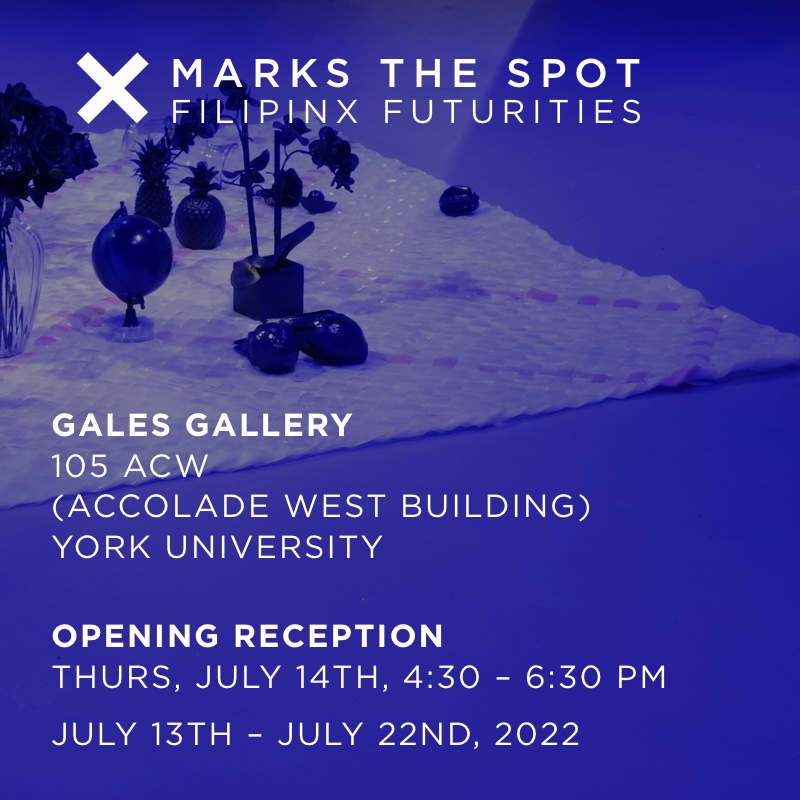 X MARKS THE SPOT
FILIPINX FUTURITIES
GALES GALLERY
105 ACW
(ACCOLADE WEST BUILDING)
YORK UNIVERSITY
OPENING RECEPTION
THURS, JULY 14TH, 4:30 – 6:30 PM
JULY 13TH – JULY 22ND, 2022